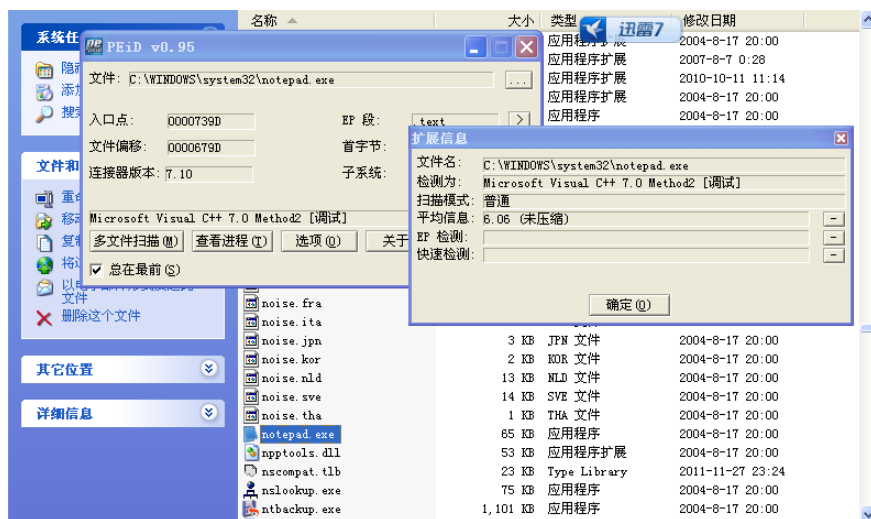 名称 大小 类型 修改日期
迅雷7
系统任
隐
添
搜
文件和
重
移
复
将
以电子邮件形式发送此
文件
删除这个文件
其它位置
详细信息
PEiD v0.95
文件: C:\WINDOWS\system32\notepad.exe ...
入口点: 0000739D EP 段: .text >
文件偏移: 0000679D 首字节:
连接器版本: 7.10 子系统:
Microsoft Visual C++ 7.0 Method2 [调试]
多文件扫描(M) 查看进程(T) 选项(O) 关于
总在最前(S)
应用程序扩展 2004-8-17 20:00
应用程序扩展 2007-8-7 0:28
应用程序扩展 2010-10-11 11:14
应用程序扩展 2004-8-17 20:00
应用程序 2004-8-17 20:00
扩展信息
文件名: C:\WINDOWS\system32\notepad.exe
检测为: Microsoft Visual C++ 7.0 Method2 [调试]
扫描模式: 普通
平均信息: 6.06 (未压缩) -
EP 检测: -
快速检测: -
确定(O)
noise.fra
noise.ita
noise.jpn 3 KB JPN 文件 2004-8-17 20:00
noise.kor 2 KB KOR 文件 2004-8-17 20:00
noise.nld 13 KB NLD 文件 2004-8-17 20:00
noise.sve 14 KB SVE 文件 2004-8-17 20:00
noise.tha 1 KB THA 文件 2004-8-17 20:00
notepad.exe 65 KB 应用程序 2004-8-17 20:00
npptools.dll 53 KB 应用程序扩展 2004-8-17 20:00
nscompat.tlb 23 KB Type Library 2011-11-27 23:24
nslookup.exe 75 KB 应用程序 2004-8-17 20:00
ntbackup.exe 1,101 KB 应用程序 2004-8-17 20:00